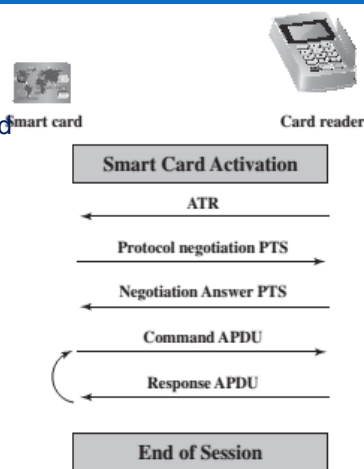 d
Smart card
Card reader
Smart Card Activation
ATR
Protocol negotiation PTS
Negotiation Answer PTS
Command APDU
Response APDU
End of Session